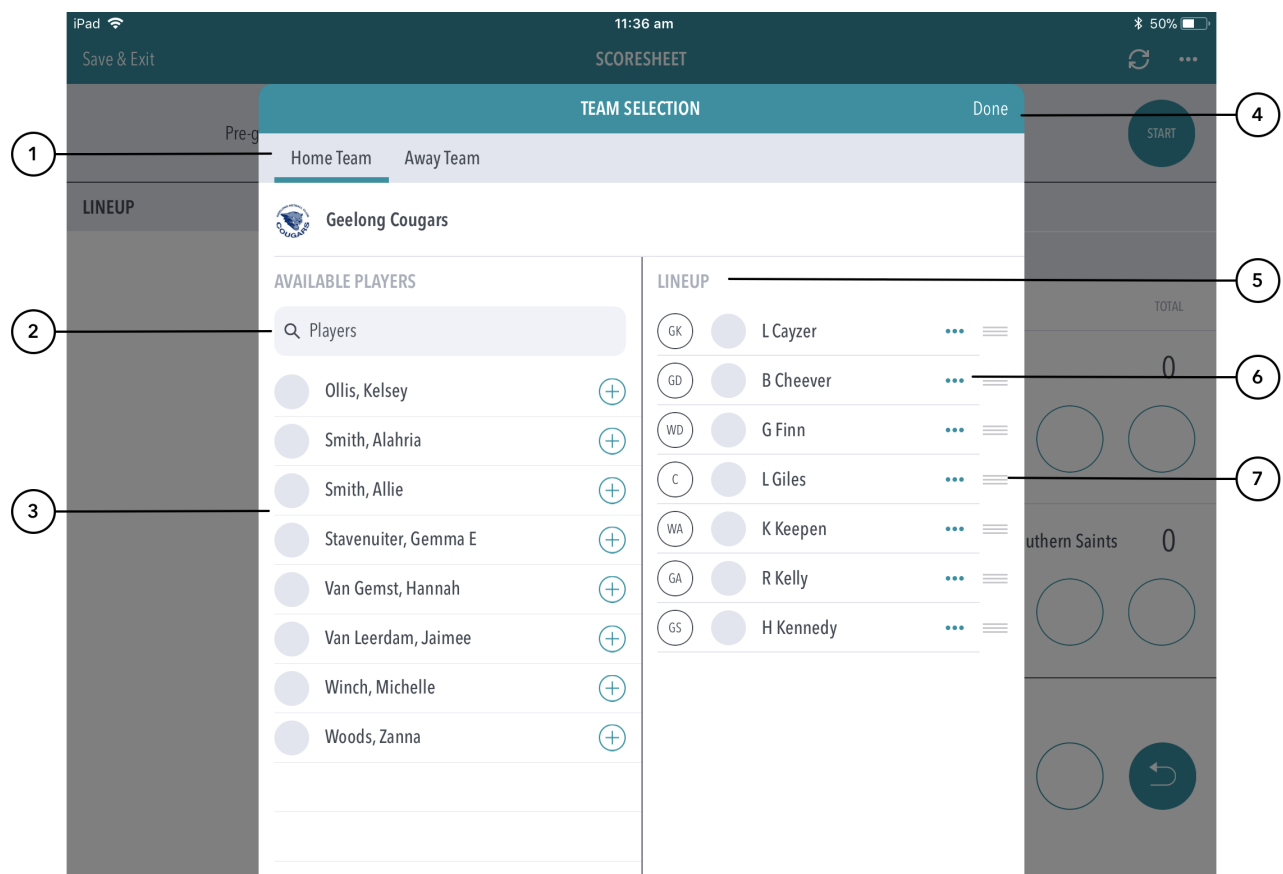 iPad 11:36 am 50%
Save & Exit SCORESHEET
TEAM SELECTION Done
4
Pre-g
START
1
Home Team Away Team
LINEUP
COUGARS
Geelong Cougars
AVAILABLE PLAYERS
LINEUP
5
TOTAL
2
Players
GK L Cayzer
0
Ollis, Kelsey
GD B Cheever
6
Smith, Alahria
WD G Finn
3
Smith, Allie
C L Giles
7
Stavenuiter, Gemma E
WA K Keepen
uthern Saints 0
Van Gemst, Hannah
GA R Kelly
Van Leerdam, Jaimee
GS H Kennedy
Winch, Michelle
Woods, Zanna